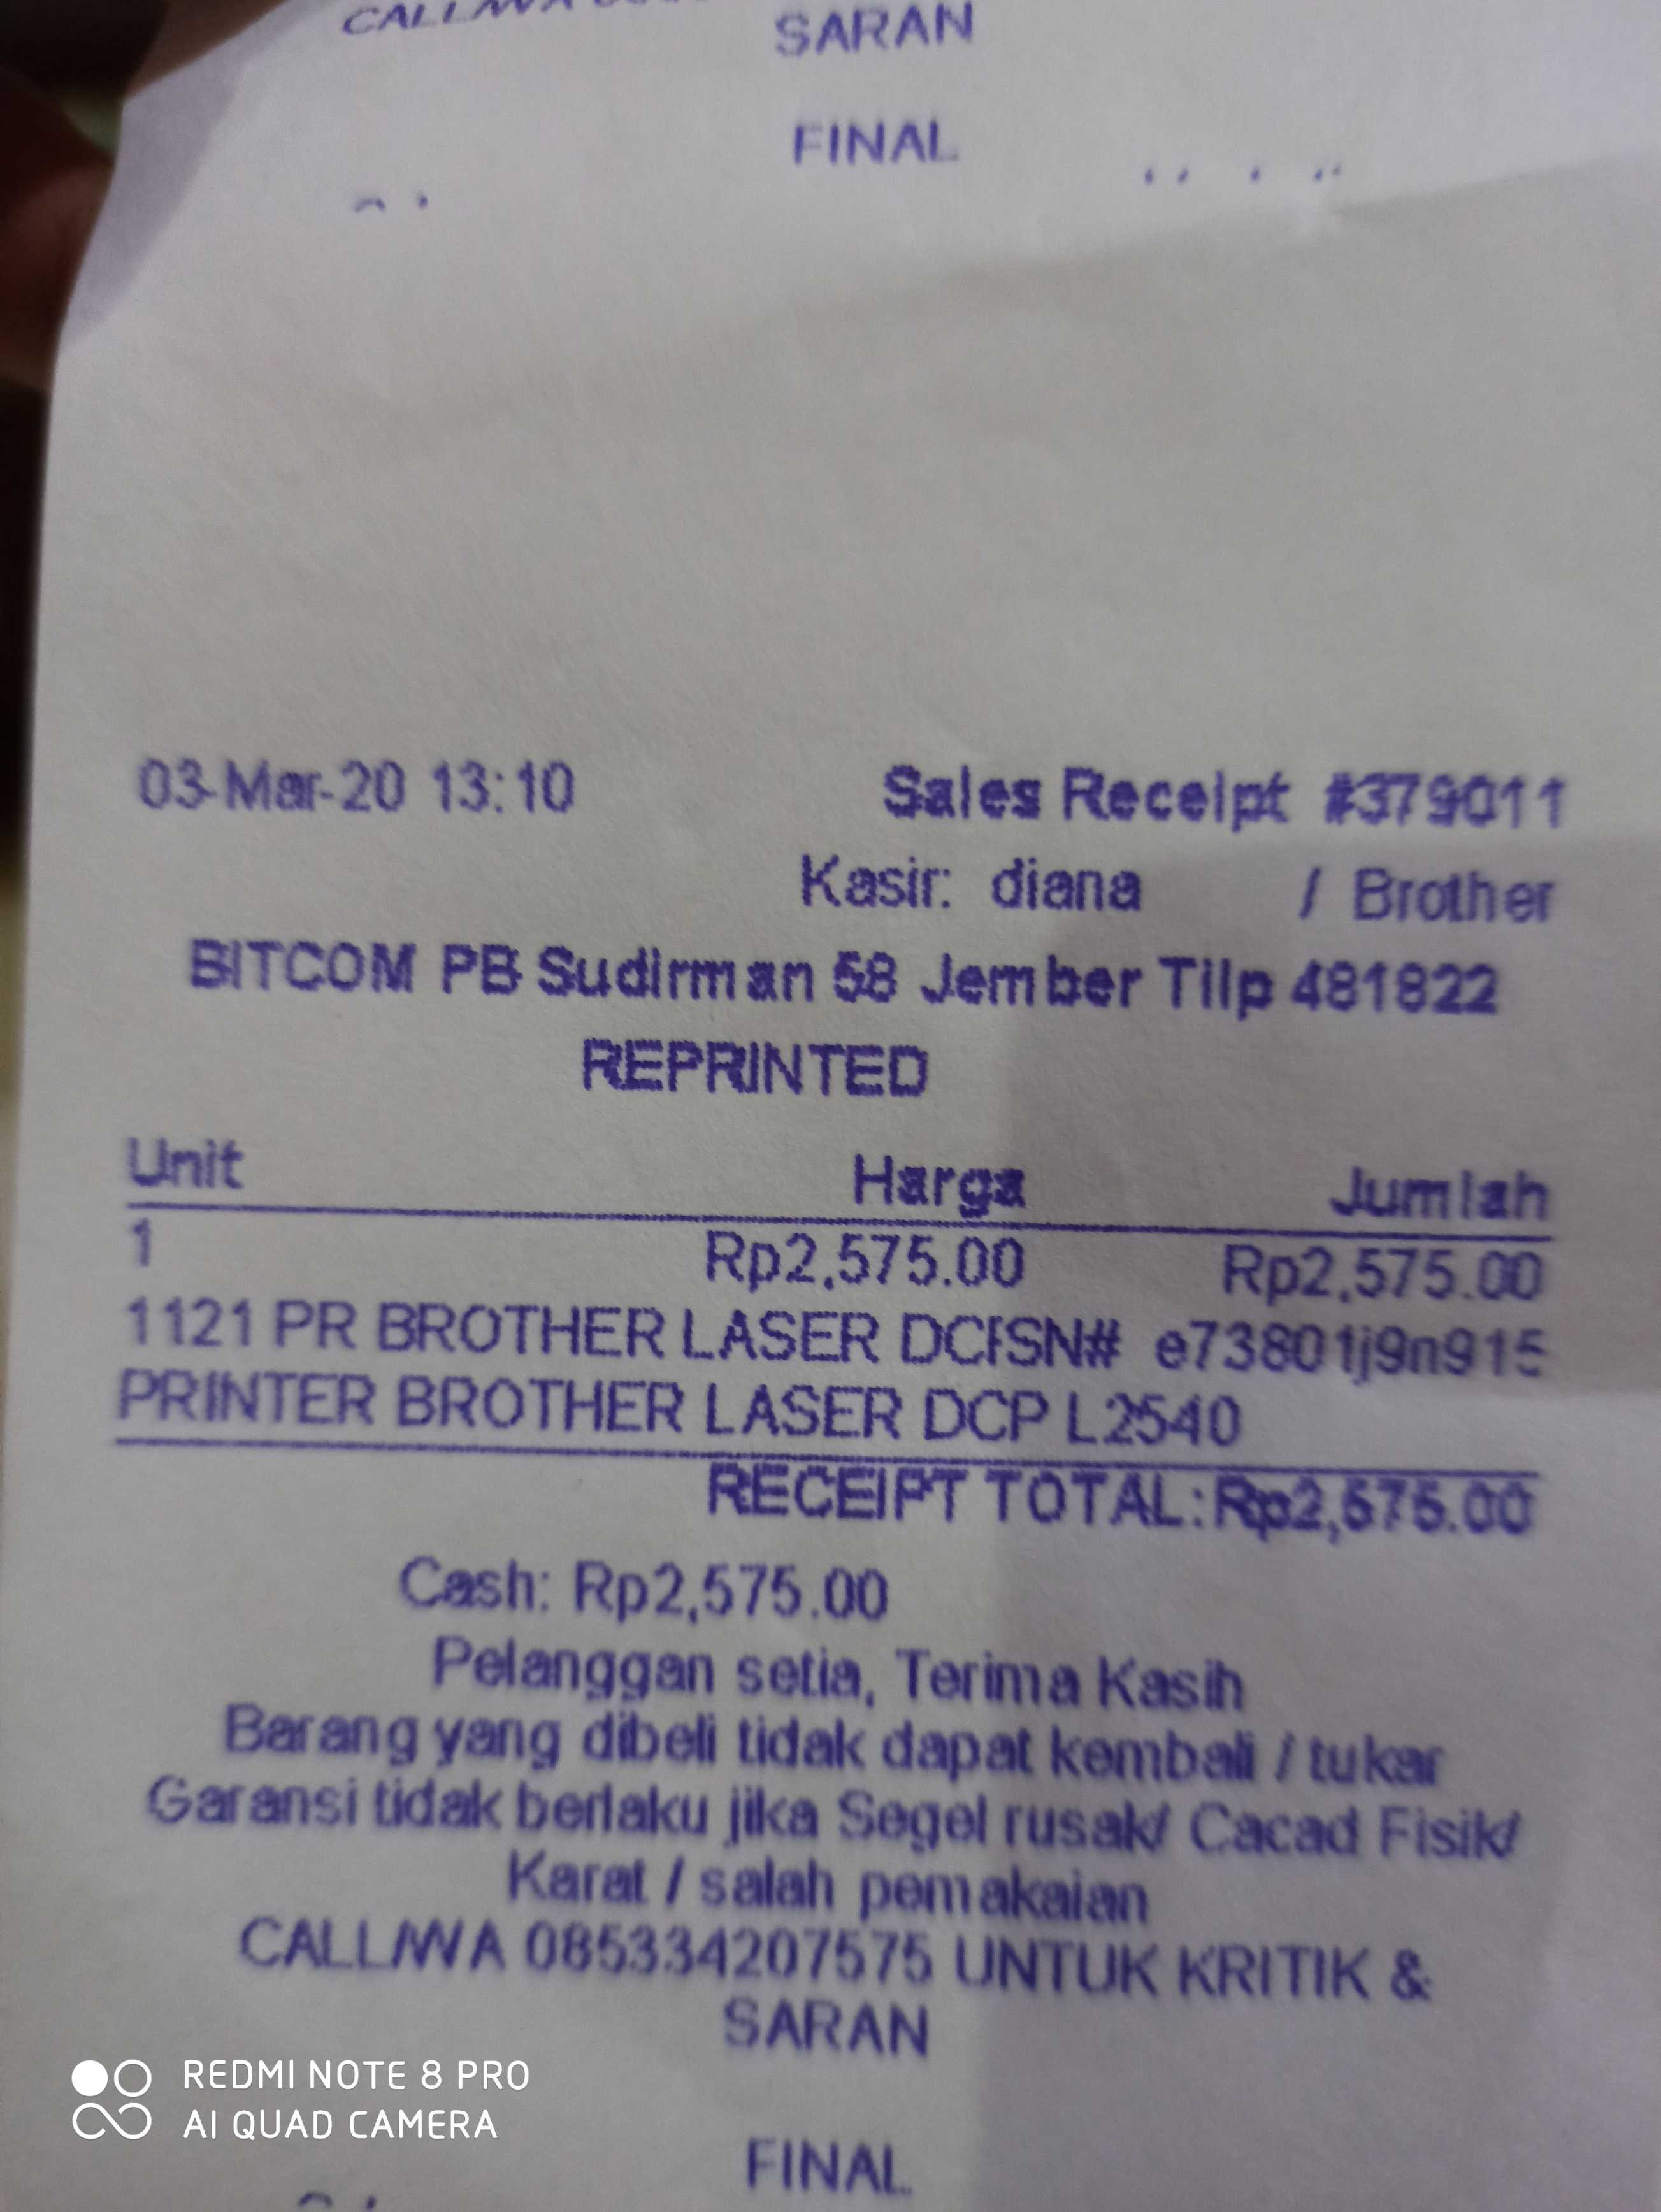 SARAN
FINAL
03-Mar-20 13:10 Sales Receipt #379011
Kasir: diana / Brother
BITCOM PB Sudirman 58 Jember Tilp 481822
REPRINTED
Unit Harga Jumlah
1 Rp2,575.00 Rp2,575.00
1121 PR BROTHER LASER DCFSN# e73801j9n915
PRINTER BROTHER LASER DCP L2540
RECEIPT TOTAL: Rp2,575.00
Cash: Rp2,575.00
Pelanggan setia, Terima Kasih
Barang yang dibeli tidak dapat kembali / tukar
Garansi tidak berlaku jika Segel rusak/ Cacad Fisik/
Karat / salah pemakaian
CALL/WA 085334207575 UNTUK KRITIK &
SARAN
REDMI NOTE 8 PRO
AI QUAD CAMERA
FINAL